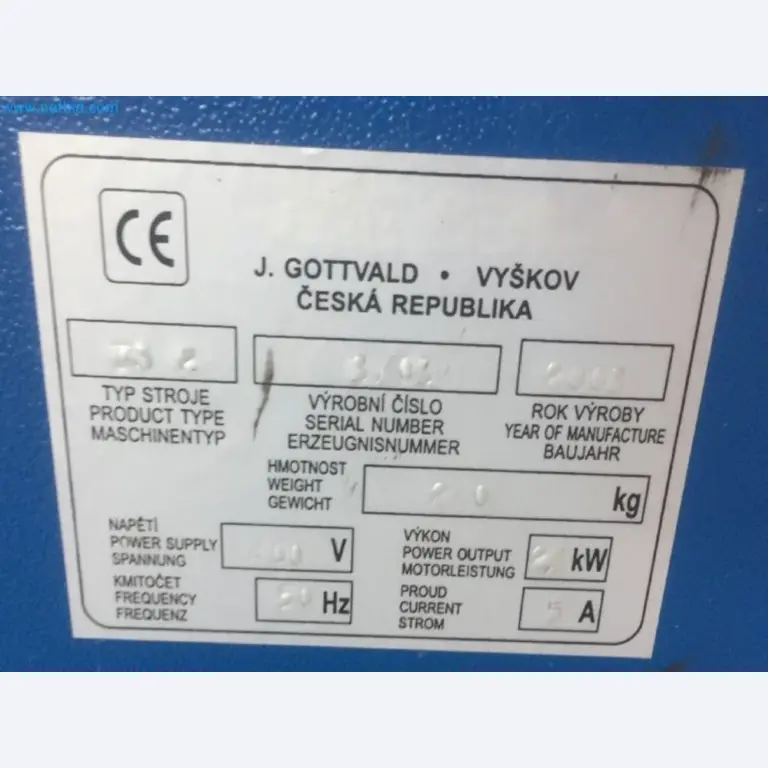 CE
J. GOTTVALD • VYŠKOV
ČESKÁ REPUBLIKA
TYP STROJE
PRODUCT TYPE
MASCHINENTYP
VÝROBNÍ ČÍSLO
SERIAL NUMBER
ERZEUGNISNUMMER
ROK VÝROBY
YEAR OF MANUFACTURE
BAUJAHR
HMOTNOST
WEIGHT
GEWICHT
kg
NAPĚTÍ
POWER SUPPLY
SPANNUNG
V
VÝKON
POWER OUTPUT
MOTORLEISTUNG
kW
KMITOČET
FREQUENCY
FREQUENZ
50 Hz
PROUD
CURRENT
STROM
5 A